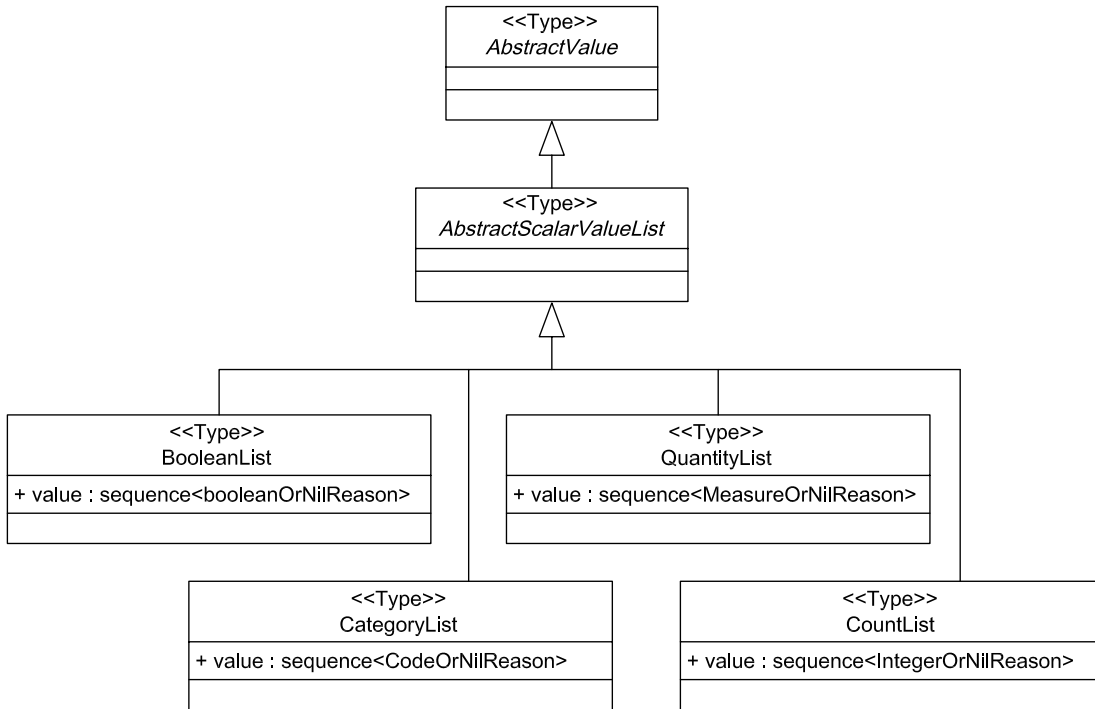 <<Type>>
AbstractValue
<<Type>>
AbstractScalarValueList
<<Type>>
BooleanList
+ value : sequence<booleanOrNilReason>
<<Type>>
QuantityList
+ value : sequence<MeasureOrNilReason>
<<Type>>
CategoryList
+ value : sequence<CodeOrNilReason>
<<Type>>
CountList
+ value : sequence<IntegerOrNilReason>